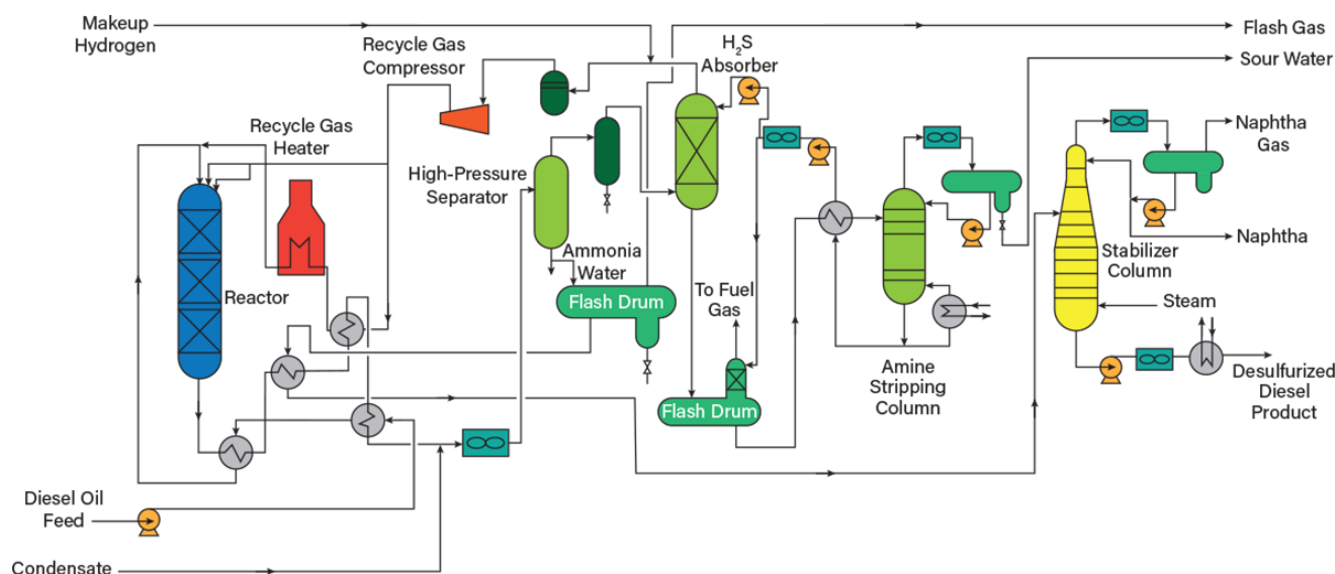 Makeup
Hydrogen
Recycle Gas
Compressor
H₂S
Absorber
Flash Gas
Sour Water
Recycle Gas
Heater
High-Pressure
Separator
Naphtha
Gas
Naphtha
Stabilizer
Column
Ammonia
Water
Reactor
Flash Drum
To Fuel
Gas
Steam
Amine
Stripping
Column
Desulfurized
Diesel
Product
Flash Drum
Diesel Oil
Feed
Condensate